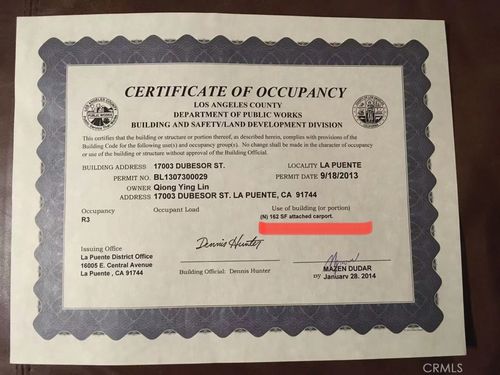 CERTIFICATE OF OCCUPANCY
LOS ANGELES COUNTY
DEPARTMENT OF PUBLIC WORKS
BUILDING AND SAFETY/LAND DEVELOPMENT DIVISION
This certifies that the building or structure or portion thereof, as described herein, complies with provisions of the
Building Code for the following use(s) and occupancy group(s). No change shall be made in the character of occupancy
or use of the building or structure without approval of the Building Official.
BUILDING ADDRESS 17003 DUBESOR ST. LOCALITY LA PUENTE
PERMIT NO. BL1307300029 PERMIT DATE 9/18/2013
OWNER Qiong Ying Lin
ADDRESS 17003 DUBESOR ST. LA PUENTE, CA 91744
Occupancy Occupant Load Use of building (or portion)
R3 (N) 162 SF attached carport.
Issuing Office
La Puente District Office
16005 E. Central Avenue
La Puente , CA 91744
Dennis Hunter
Building Official: Dennis Hunter
MAZEN DUDAR
By January 28, 2014
CRMLS